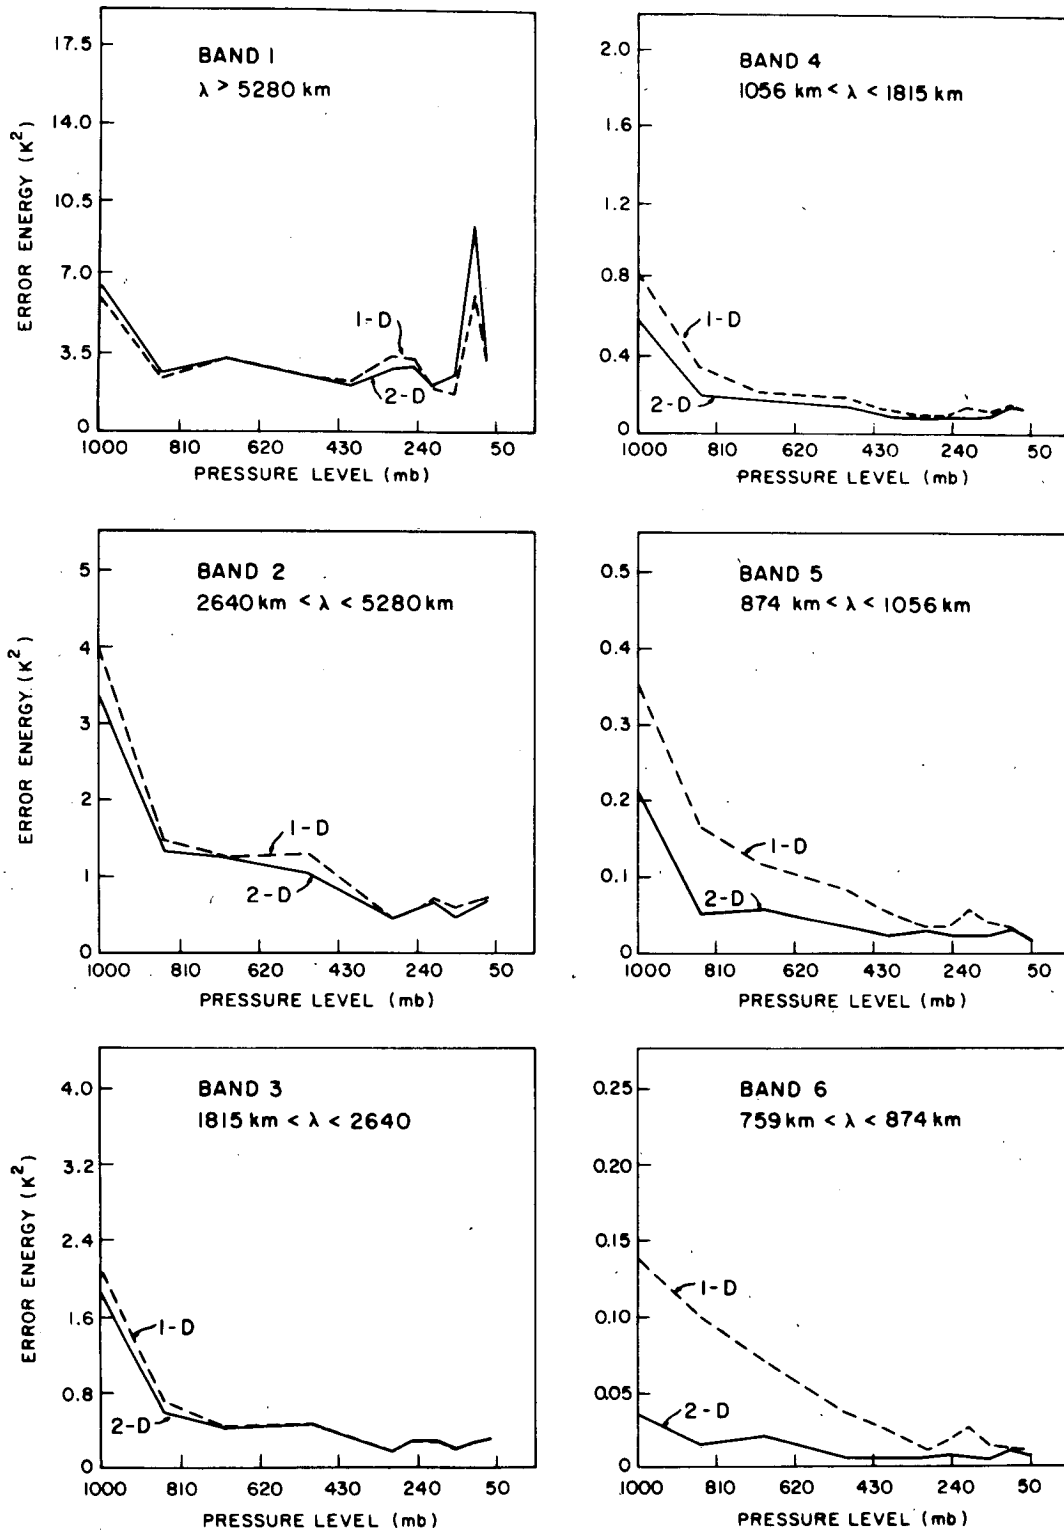 BAND 1
λ > 5280 km
ERROR ENERGY (K²)
17.5
14.0
10.5
7.0
3.5
0
1-D
2-D
1000 810 620 430 240 50
PRESSURE LEVEL (mb)
BAND 4
1056 km < λ < 1815 km
2.0
1.6
1.2
0.8
0.4
0
1-D
2-D
1000 810 620 430 240 50
PRESSURE LEVEL (mb)
BAND 2
2640 km < λ < 5280 km
ERROR ENERGY (K²)
5
4
3
2
1
0
1-D
2-D
1000 810 620 430 240 50
PRESSURE LEVEL (mb)
BAND 5
874 km < λ < 1056 km
0.5
0.4
0.3
0.2
0.1
0
1-D
2-D
1000 810 620 430 240 50
PRESSURE LEVEL (mb)
BAND 3
1815 km < λ < 2640
ERROR ENERGY (K²)
4.0
3.2
2.4
1.6
0.8
0
1-D
2-D
1000 810 620 430 240 50
PRESSURE LEVEL (mb)
BAND 6
759 km < λ < 874 km
0.25
0.20
0.15
0.10
0.05
0
1-D
2-D
1000 810 620 430 240 50
PRESSURE LEVEL (mb)